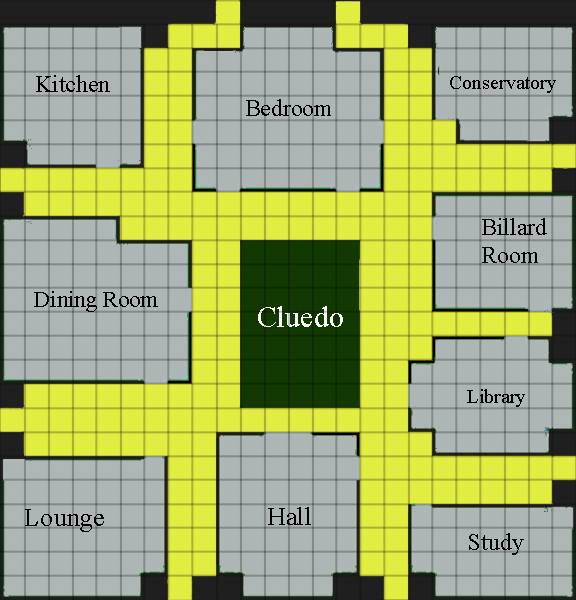 Kitchen
Bedroom
Conservatory
Billard
Room
Dining Room
Cluedo
Library
Lounge
Hall
Study